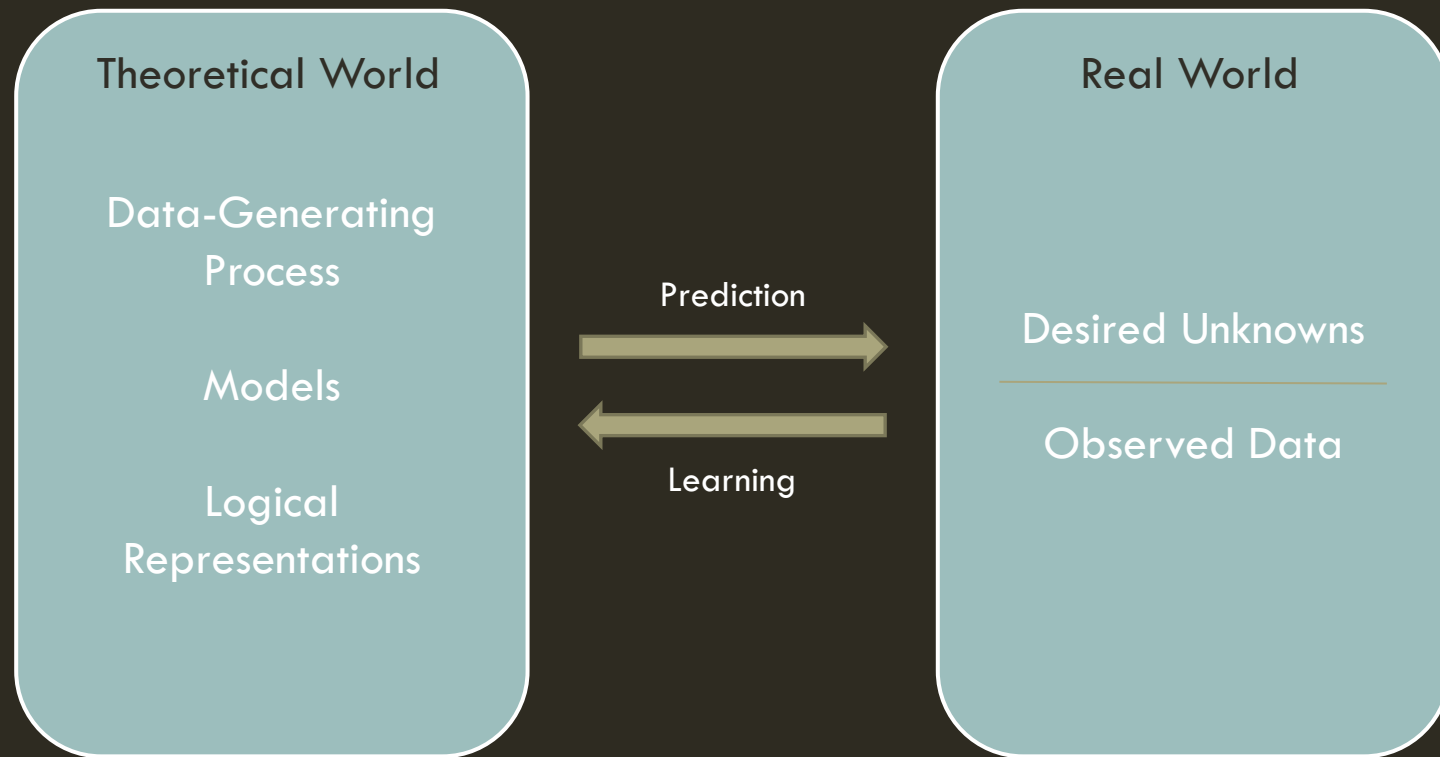 Theoretical World
Data-Generating
Process
Models
Logical
Representations
Prediction
Learning
Real World
Desired Unknowns
Observed Data